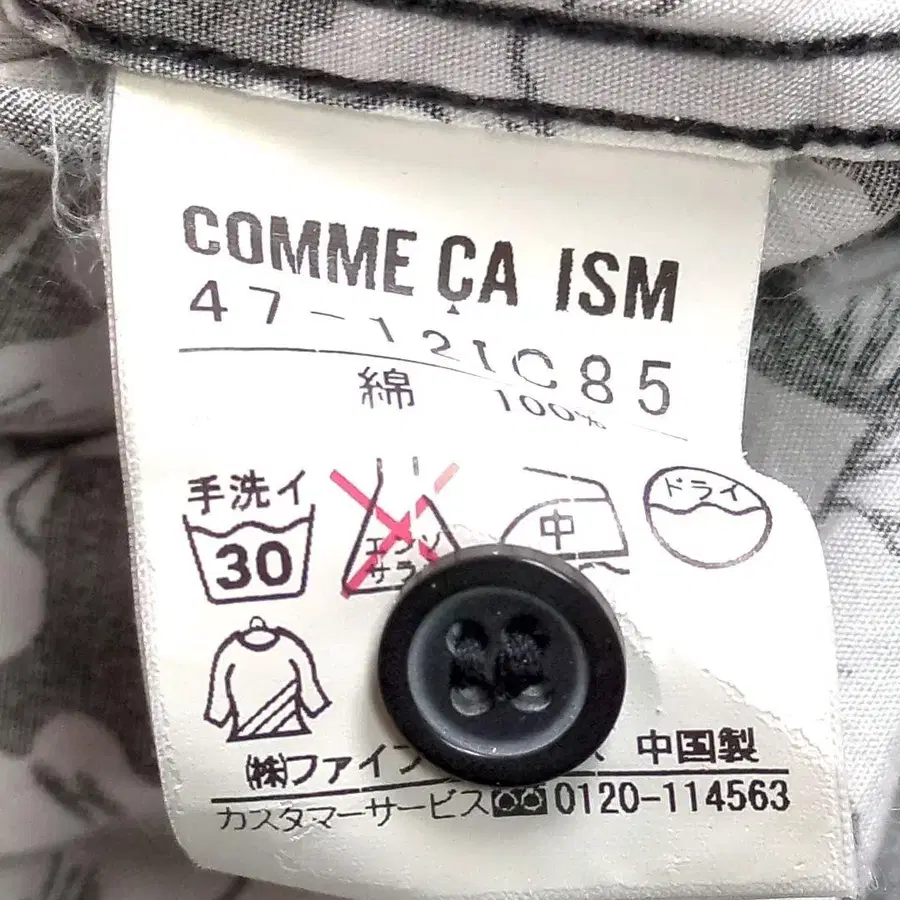 COMME ÇA ISM
47-121C85
綿 100%
手洗イ
30
エンソ
サラシ
中
ドライ
㈱ファイン
中国製
カスタマーサービス 0120-114563